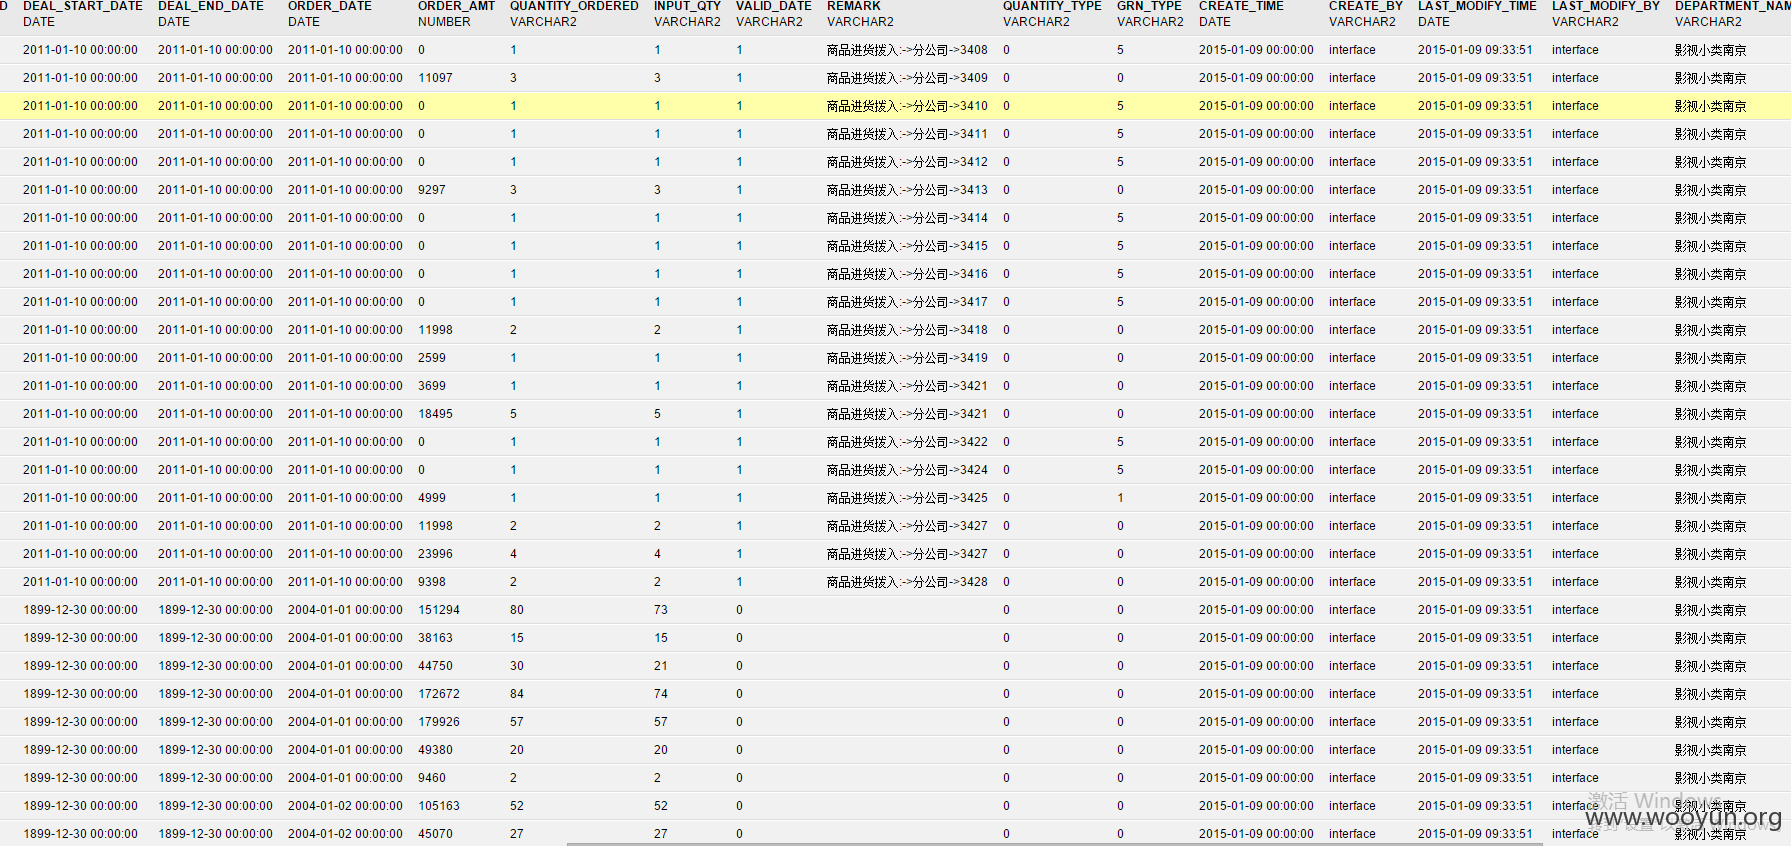 D DEAL_START_DATE DEAL_END_DATE ORDER_DATE ORDER_AMT QUANTITY_ORDERED INPUT_QTY VALID_DATE REMARK QUANTITY_TYPE GRN_TYPE CREATE_TIME CREATE_BY LAST_MODIFY_TIME LAST_MODIFY_BY DEPARTMENT_NAM
DATE DATE DATE NUMBER VARCHAR2 VARCHAR2 VARCHAR2 VARCHAR2 VARCHAR2 VARCHAR2 DATE VARCHAR2 DATE VARCHAR2 VARCHAR2
2011-01-10 00:00:00 2011-01-10 00:00:00 2011-01-10 00:00:00 0 1 1 1 商品进货拨入:->分公司->3408 0 5 2015-01-09 00:00:00 interface 2015-01-09 09:33:51 interface 影视小类南京
2011-01-10 00:00:00 2011-01-10 00:00:00 2011-01-10 00:00:00 11097 3 3 1 商品进货拨入:->分公司->3409 0 0 2015-01-09 00:00:00 interface 2015-01-09 09:33:51 interface 影视小类南京
2011-01-10 00:00:00 2011-01-10 00:00:00 2011-01-10 00:00:00 0 1 1 1 商品进货拨入:->分公司->3410 0 5 2015-01-09 00:00:00 interface 2015-01-09 09:33:51 interface 影视小类南京
2011-01-10 00:00:00 2011-01-10 00:00:00 2011-01-10 00:00:00 0 1 1 1 商品进货拨入:->分公司->3411 0 5 2015-01-09 00:00:00 interface 2015-01-09 09:33:51 interface 影视小类南京
2011-01-10 00:00:00 2011-01-10 00:00:00 2011-01-10 00:00:00 0 1 1 1 商品进货拨入:->分公司->3412 0 5 2015-01-09 00:00:00 interface 2015-01-09 09:33:51 interface 影视小类南京
2011-01-10 00:00:00 2011-01-10 00:00:00 2011-01-10 00:00:00 9297 3 3 1 商品进货拨入:->分公司->3413 0 0 2015-01-09 00:00:00 interface 2015-01-09 09:33:51 interface 影视小类南京
2011-01-10 00:00:00 2011-01-10 00:00:00 2011-01-10 00:00:00 0 1 1 1 商品进货拨入:->分公司->3414 0 5 2015-01-09 00:00:00 interface 2015-01-09 09:33:51 interface 影视小类南京
2011-01-10 00:00:00 2011-01-10 00:00:00 2011-01-10 00:00:00 0 1 1 1 商品进货拨入:->分公司->3415 0 5 2015-01-09 00:00:00 interface 2015-01-09 09:33:51 interface 影视小类南京
2011-01-10 00:00:00 2011-01-10 00:00:00 2011-01-10 00:00:00 0 1 1 1 商品进货拨入:->分公司->3416 0 5 2015-01-09 00:00:00 interface 2015-01-09 09:33:51 interface 影视小类南京
2011-01-10 00:00:00 2011-01-10 00:00:00 2011-01-10 00:00:00 0 1 1 1 商品进货拨入:->分公司->3417 0 5 2015-01-09 00:00:00 interface 2015-01-09 09:33:51 interface 影视小类南京
2011-01-10 00:00:00 2011-01-10 00:00:00 2011-01-10 00:00:00 11998 2 2 1 商品进货拨入:->分公司->3418 0 0 2015-01-09 00:00:00 interface 2015-01-09 09:33:51 interface 影视小类南京
2011-01-10 00:00:00 2011-01-10 00:00:00 2011-01-10 00:00:00 2599 1 1 1 商品进货拨入:->分公司->3419 0 0 2015-01-09 00:00:00 interface 2015-01-09 09:33:51 interface 影视小类南京
2011-01-10 00:00:00 2011-01-10 00:00:00 2011-01-10 00:00:00 3699 1 1 1 商品进货拨入:->分公司->3421 0 0 2015-01-09 00:00:00 interface 2015-01-09 09:33:51 interface 影视小类南京
2011-01-10 00:00:00 2011-01-10 00:00:00 2011-01-10 00:00:00 18495 5 5 1 商品进货拨入:->分公司->3421 0 0 2015-01-09 00:00:00 interface 2015-01-09 09:33:51 interface 影视小类南京
2011-01-10 00:00:00 2011-01-10 00:00:00 2011-01-10 00:00:00 0 1 1 1 商品进货拨入:->分公司->3422 0 5 2015-01-09 00:00:00 interface 2015-01-09 09:33:51 interface 影视小类南京
2011-01-10 00:00:00 2011-01-10 00:00:00 2011-01-10 00:00:00 0 1 1 1 商品进货拨入:->分公司->3424 0 5 2015-01-09 00:00:00 interface 2015-01-09 09:33:51 interface 影视小类南京
2011-01-10 00:00:00 2011-01-10 00:00:00 2011-01-10 00:00:00 4999 1 1 1 商品进货拨入:->分公司->3425 0 1 2015-01-09 00:00:00 interface 2015-01-09 09:33:51 interface 影视小类南京
2011-01-10 00:00:00 2011-01-10 00:00:00 2011-01-10 00:00:00 11998 2 2 1 商品进货拨入:->分公司->3427 0 0 2015-01-09 00:00:00 interface 2015-01-09 09:33:51 interface 影视小类南京
2011-01-10 00:00:00 2011-01-10 00:00:00 2011-01-10 00:00:00 23996 4 4 1 商品进货拨入:->分公司->3427 0 0 2015-01-09 00:00:00 interface 2015-01-09 09:33:51 interface 影视小类南京
2011-01-10 00:00:00 2011-01-10 00:00:00 2011-01-10 00:00:00 9398 2 2 1 商品进货拨入:->分公司->3428 0 0 2015-01-09 00:00:00 interface 2015-01-09 09:33:51 interface 影视小类南京
1899-12-30 00:00:00 1899-12-30 00:00:00 2004-01-01 00:00:00 151294 80 73 0 0 0 2015-01-09 00:00:00 interface 2015-01-09 09:33:51 interface 影视小类南京
1899-12-30 00:00:00 1899-12-30 00:00:00 2004-01-01 00:00:00 38163 15 15 0 0 0 2015-01-09 00:00:00 interface 2015-01-09 09:33:51 interface 影视小类南京
1899-12-30 00:00:00 1899-12-30 00:00:00 2004-01-01 00:00:00 44750 30 21 0 0 0 2015-01-09 00:00:00 interface 2015-01-09 09:33:51 interface 影视小类南京
1899-12-30 00:00:00 1899-12-30 00:00:00 2004-01-01 00:00:00 172672 84 74 0 0 0 2015-01-09 00:00:00 interface 2015-01-09 09:33:51 interface 影视小类南京
1899-12-30 00:00:00 1899-12-30 00:00:00 2004-01-01 00:00:00 179926 57 57 0 0 0 2015-01-09 00:00:00 interface 2015-01-09 09:33:51 interface 影视小类南京
1899-12-30 00:00:00 1899-12-30 00:00:00 2004-01-01 00:00:00 49380 20 20 0 0 0 2015-01-09 00:00:00 interface 2015-01-09 09:33:51 interface 影视小类南京
1899-12-30 00:00:00 1899-12-30 00:00:00 2004-01-01 00:00:00 9460 2 2 0 0 0 2015-01-09 00:00:00 interface 2015-01-09 09:33:51 interface 影视小类南京
1899-12-30 00:00:00 1899-12-30 00:00:00 2004-01-02 00:00:00 105163 52 52 0 0 0 2015-01-09 00:00:00 interface 2015-01-09 09:33:51 interface 影视小类南京
激活 Windows
www.wooyun.org
1899-12-30 00:00:00 1899-12-30 00:00:00 2004-01-02 00:00:00 45070 27 27 0 0 0 2015-01-09 00:00:00 interface 2015-01-09 09:33:51 interface 影视小类南京